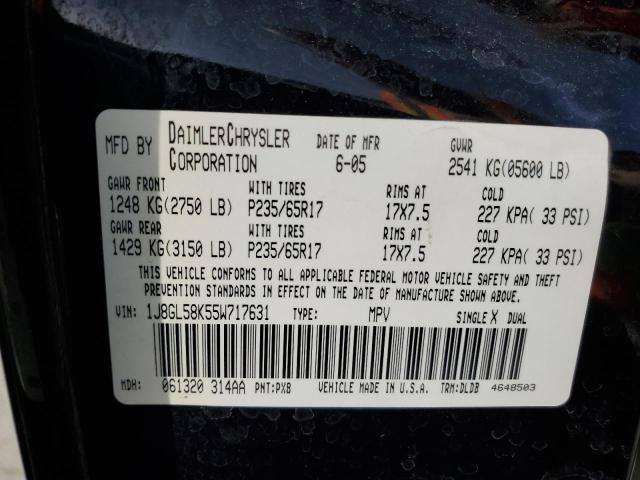 MFD BY DAIMLERCHRYSLER CORPORATION DATE OF MFR 6-05 GVWR 2541 KG(05600 LB)
GAWR FRONT WITH TIRES RIMS AT COLD
1248 KG(2750 LB) P235/65R17 17X7.5 227 KPA( 33 PSI)
GAWR REAR WITH TIRES RIMS AT COLD
1429 KG(3150 LB) P235/65R17 17X7.5 227 KPA( 33 PSI)
THIS VEHICLE CONFORMS TO ALL APPLICABLE FEDERAL MOTOR VEHICLE SAFETY AND THEFT
PREVENTION STANDARDS IN EFFECT ON THE DATE OF MANUFACTURE SHOWN ABOVE.
VIN: 1J8GL58K55W717631 TYPE: MPV SINGLE X DUAL
MDH: 061320 314AA PNT:PX8 VEHICLE MADE IN U.S.A. TRM:DLDB 4648503